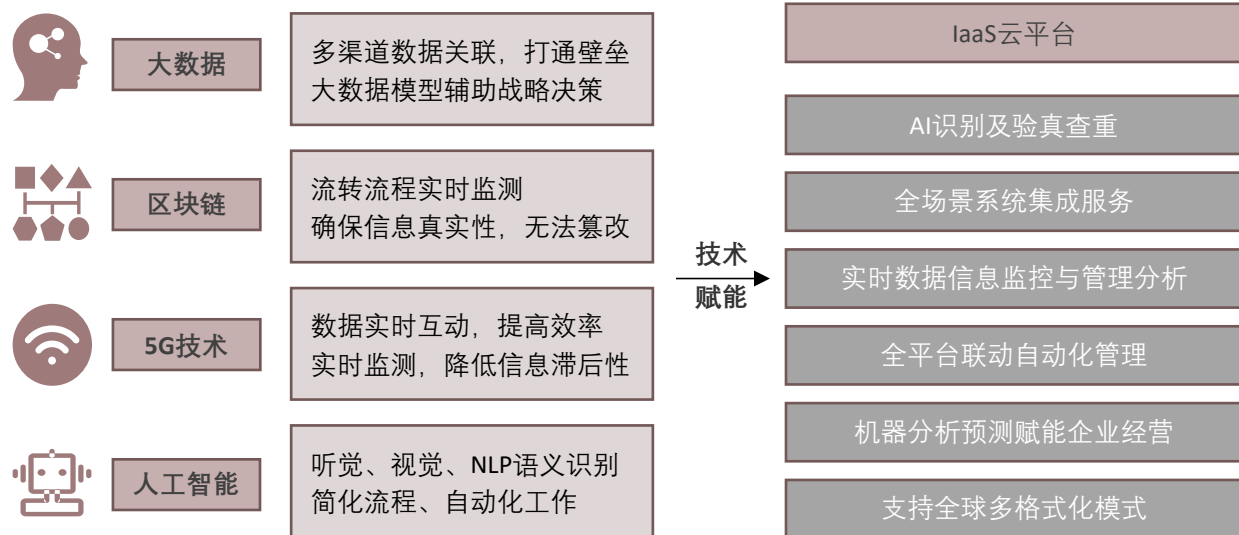 大数据
多渠道数据关联，打通壁垒
大数据模型辅助战略决策
区块链
流转流程实时监测
确保信息真实性，无法篡改
5G技术
数据实时互动，提高效率
实时监测，降低信息滞后性
人工智能
听觉、视觉、NLP语义识别
简化流程、自动化工作
技术
赋能
IaaS云平台
AI识别及验真查重
全场景系统集成服务
实时数据信息监控与管理分析
全平台联动自动化管理
机器分析预测赋能企业经营
支持全球多格式化模式